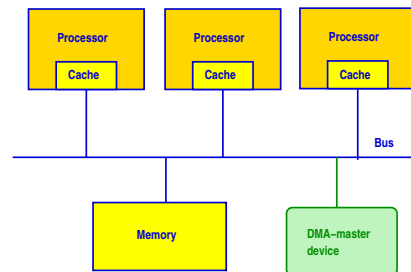 Processor
Processor
Processor
Cache
Cache
Cache
Bus
Memory
DMA−master
device